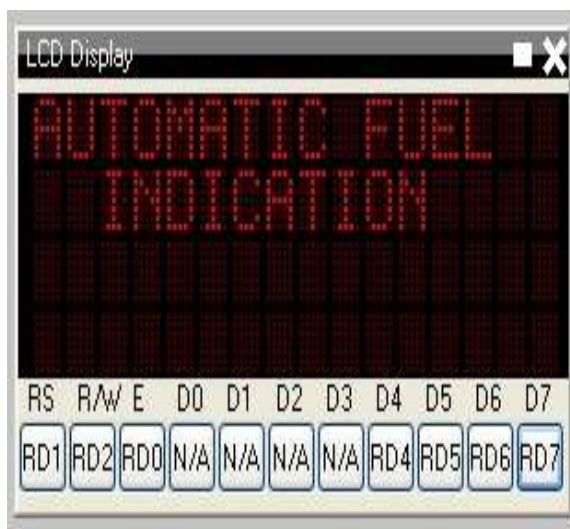 LCD Display
AUTOMATIC FUEL
INDICATION
RS R/W E D0 D1 D2 D3 D4 D5 D6 D7
RD1 RD2 RD0 N/A N/A N/A N/A RD4 RD5 RD6 RD7